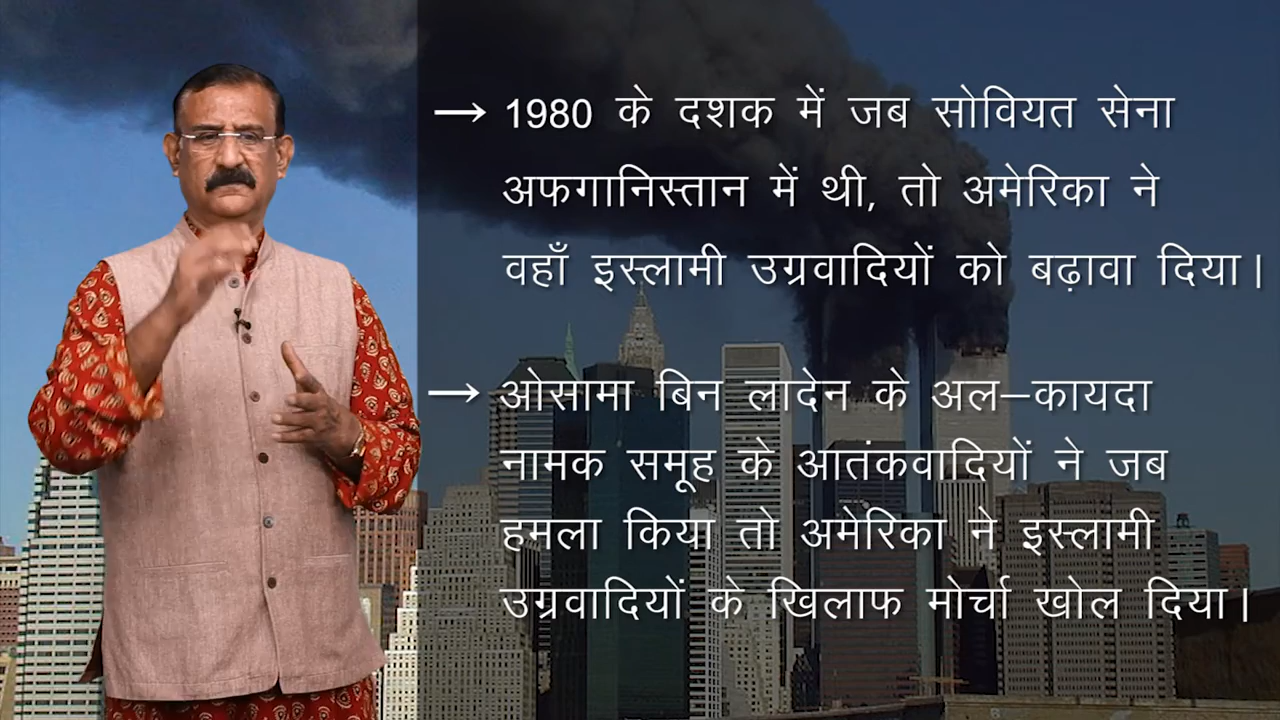 → 1980 के दशक में जब सोवियत सेना
अफगानिस्तान में थी, तो अमेरिका ने
वहाँ इस्लामी उग्रवादियों को बढ़ावा दिया।
→ ओसामा बिन लादेन के अल–कायदा
नामक समूह के आतंकवादियों ने जब
हमला किया तो अमेरिका ने इस्लामी
उग्रवादियों के खिलाफ मोर्चा खोल दिया।